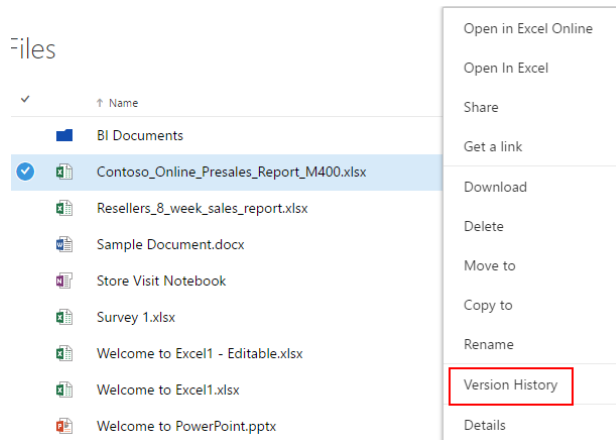 Files
Name
BI Documents
Contoso_Online_Presales_Report_M400.xlsx
Resellers_8_week_sales_report.xlsx
Sample Document.docx
Store Visit Notebook
Survey 1.xlsx
Welcome to Excel1 - Editable.xlsx
Welcome to Excel1.xlsx
Welcome to PowerPoint.pptx
Open in Excel Online
Open In Excel
Share
Get a link
Download
Delete
Move to
Copy to
Rename
Version History
Details